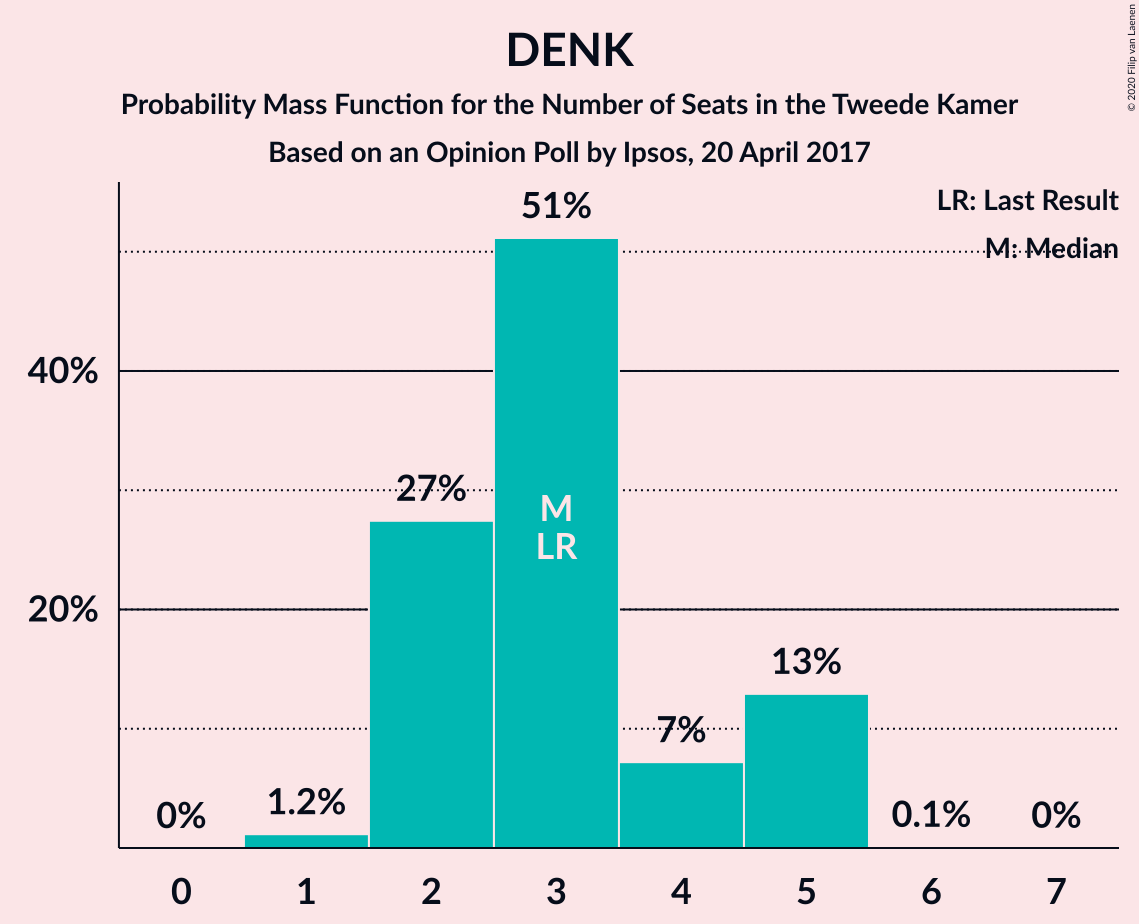 DENK
Probability Mass Function for the Number of Seats in the Tweede Kamer
Based on an Opinion Poll by Ipsos, 20 April 2017
© 2020 Filip van Laenen
LR: Last Result
M: Median
51%
40%
27%
M
LR
20%
13%
7%
1.2%
0%
0.1%
0%
0 1 2 3 4 5 6 7